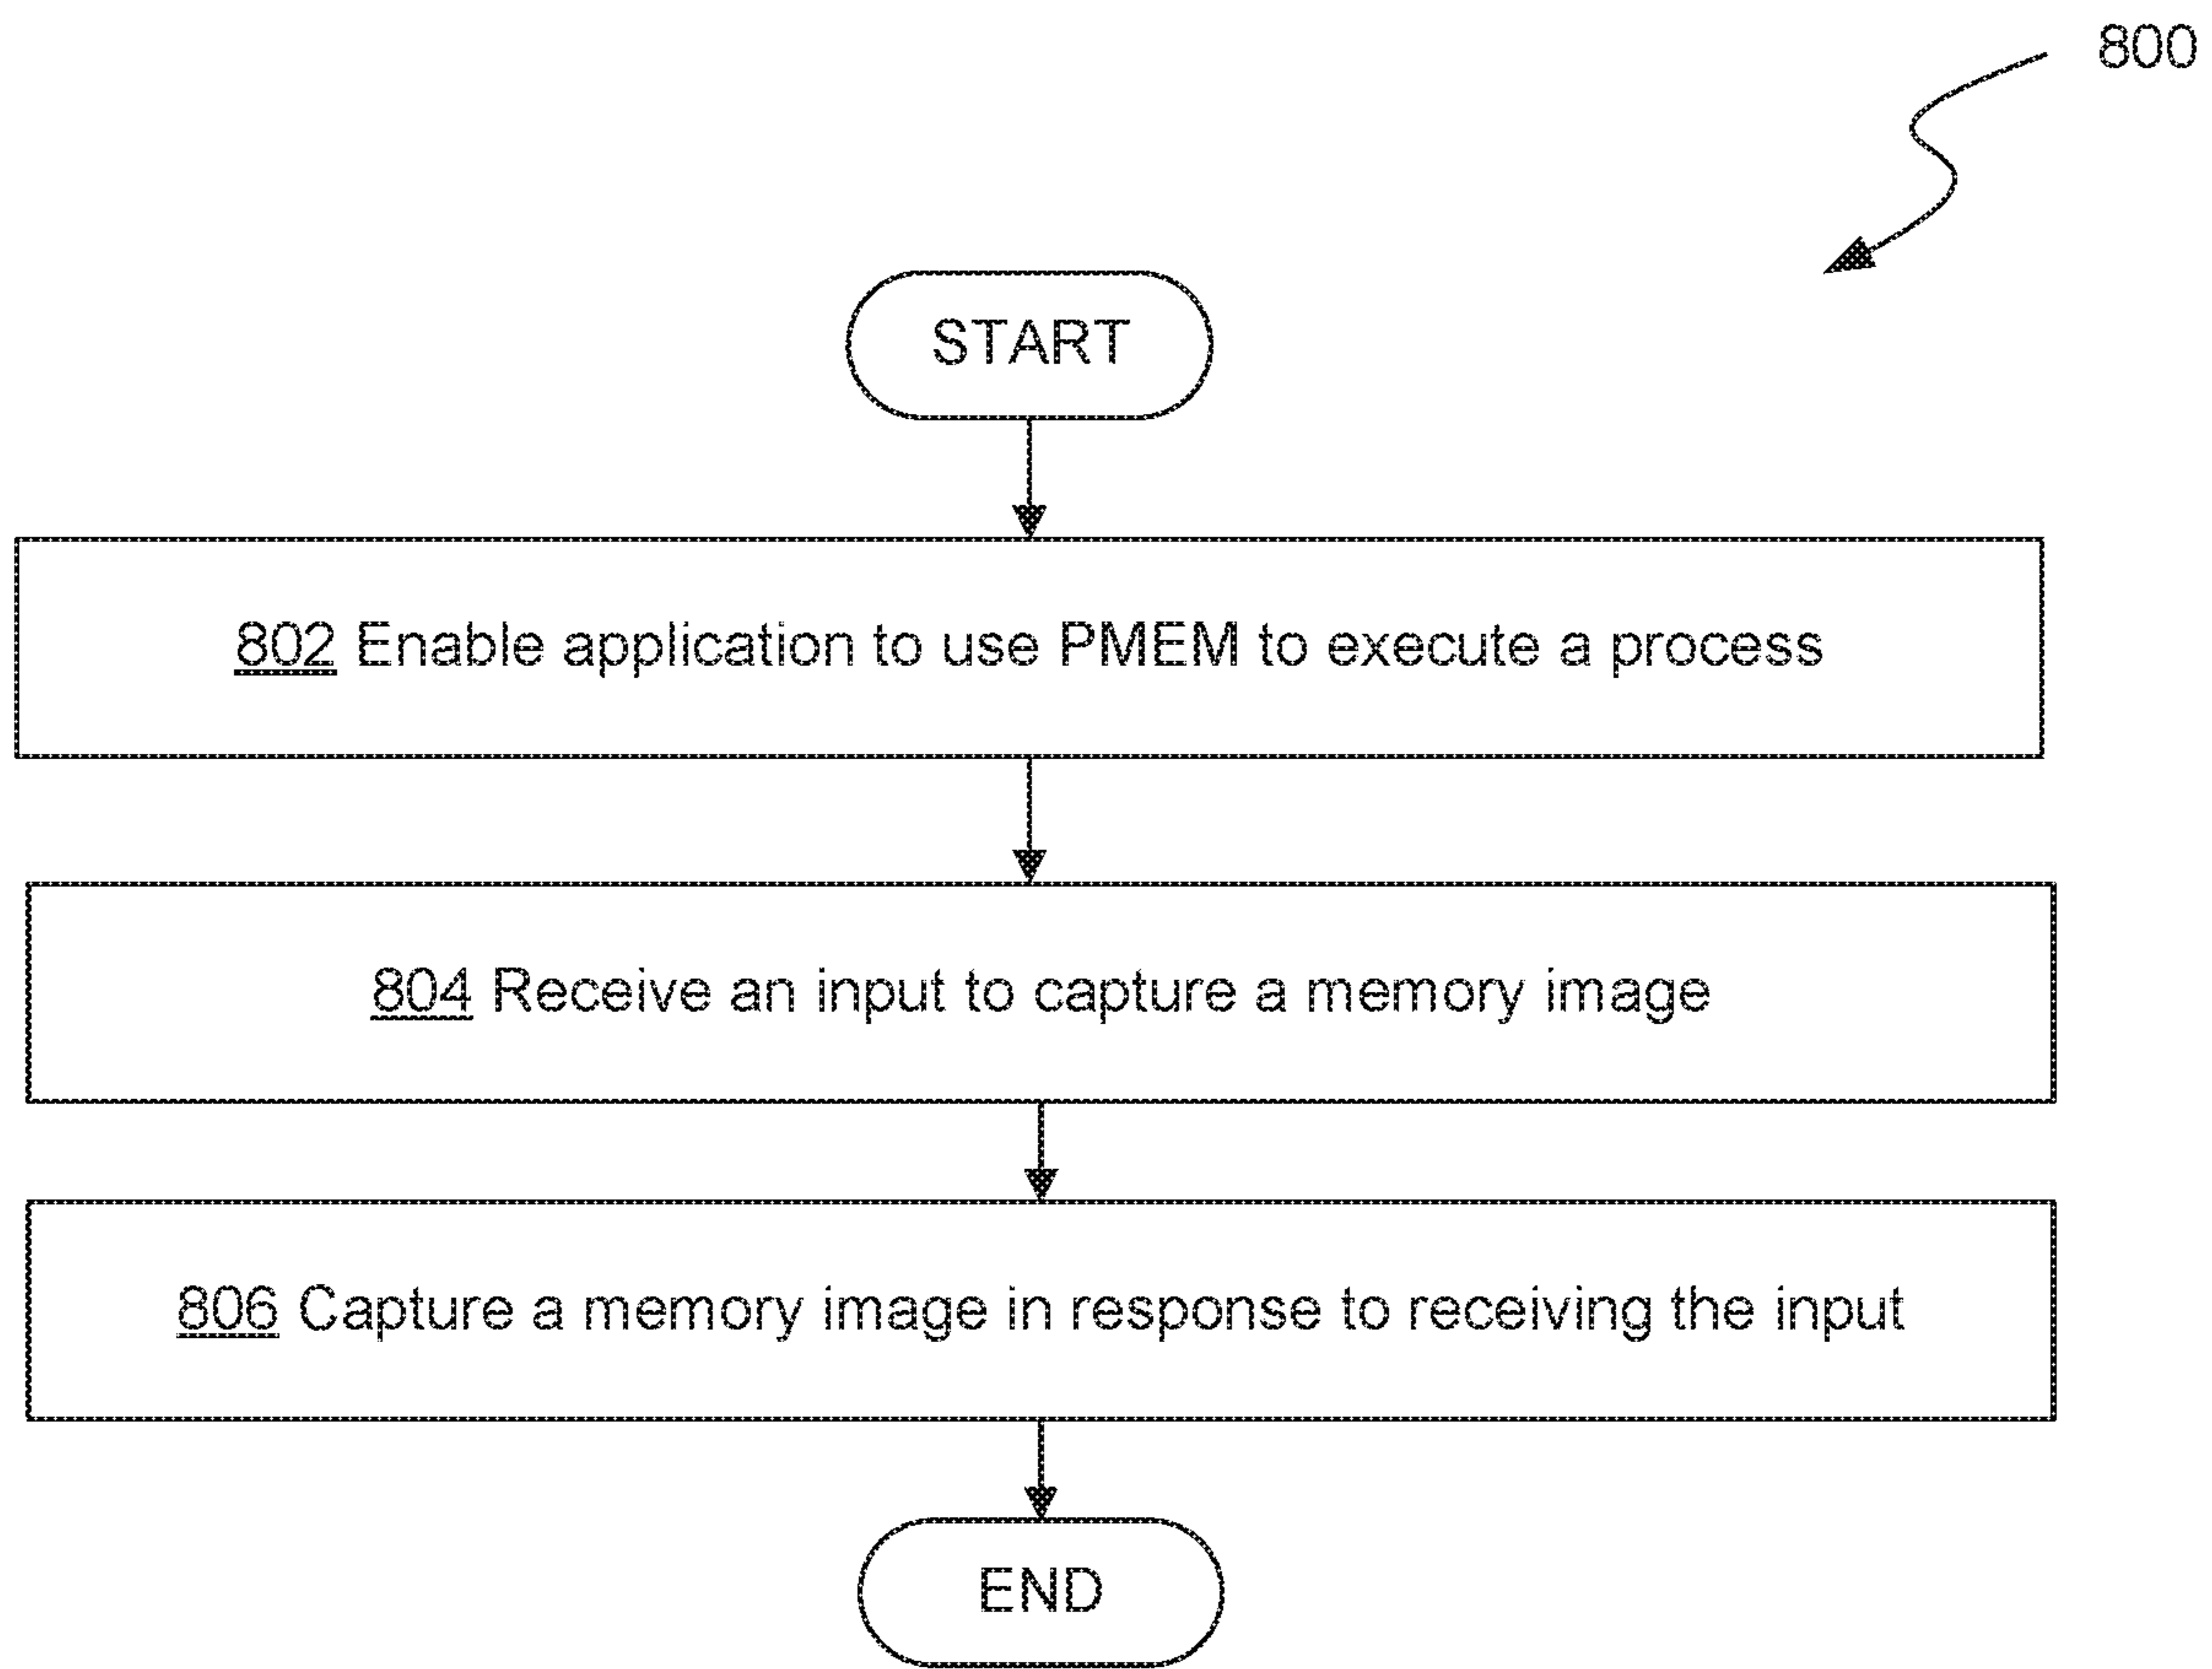 800
START
802 Enable application to use PMEM to execute a process
804 Receive an input to capture a memory image
806 Capture a memory image in response to receiving the input
END